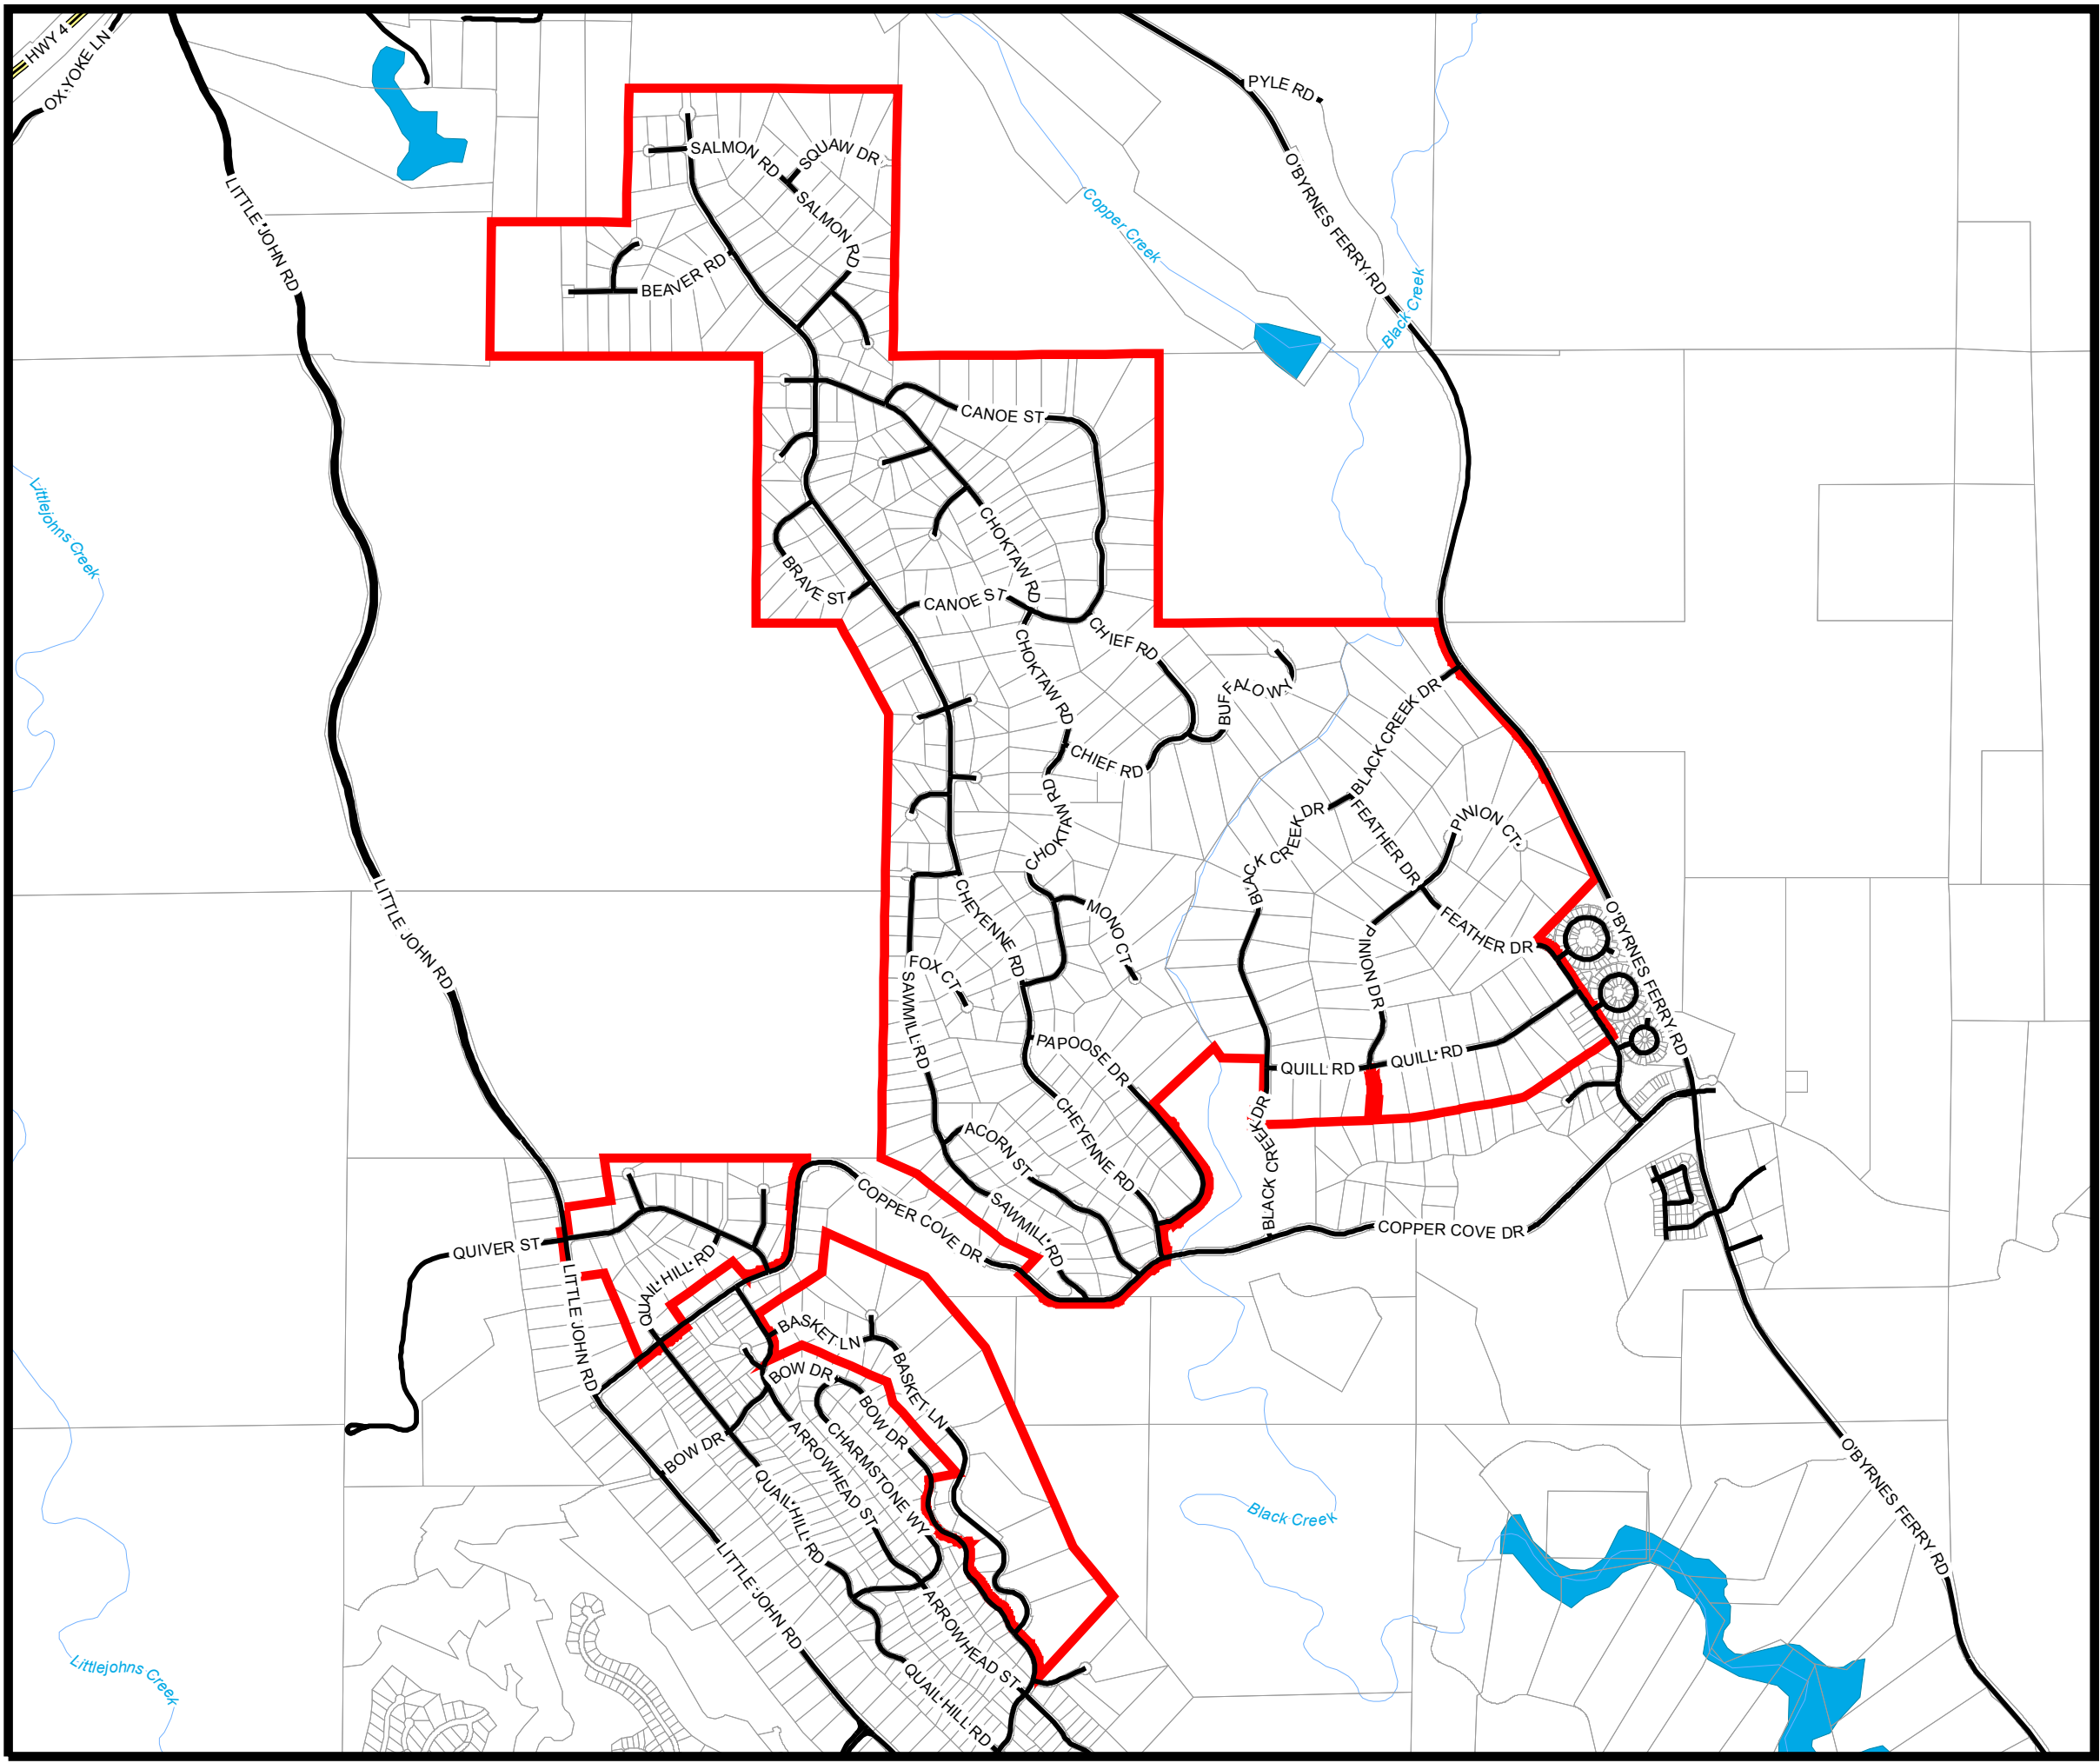 HWY 4
OX YOKE LN
PYLE RD
SALMON RD
SQUAW DR
O'BYRNES FERRY RD
LITTLE JOHN RD
SALMON RD
Copper Creek
BEAVER RD
Black Creek
CANOE ST
Littlejohns Creek
CHOKTAW RD
BRAVE ST
CANOE ST
CHIEF RD
CHOKTAW RD
BUFFALO WY
BLACK CREEK DR
CHIEF RD
CHOKTAW RD
BLACK CREEK DR
FEATHER DR
PINION CT
LITTLE JOHN RD
CHEYENNE RD
MONO CT
FEATHER DR
O'BYRNES FERRY RD
FOX CT
SAWMILL RD
PINION DR
PAPOOSE DR
QUILL RD
QUILL RD
CHEYENNE RD
ACORN ST
BLACK CREEK DR
COPPER COVE DR
SAWMILL RD
COPPER COVE DR
QUIVER ST
QUAIL HILL RD
LITTLE JOHN RD
BASKET LN
BASKET LN
BOW DR
BOW DR
BOW DR
ARROWHEAD ST
CHARMSTONE WY
QUAIL HILL RD
O'BYRNES FERRY RD
Black Creek
LITTLE JOHN RD
ARROWHEAD ST
Littlejohns Creek
QUAIL HILL RD